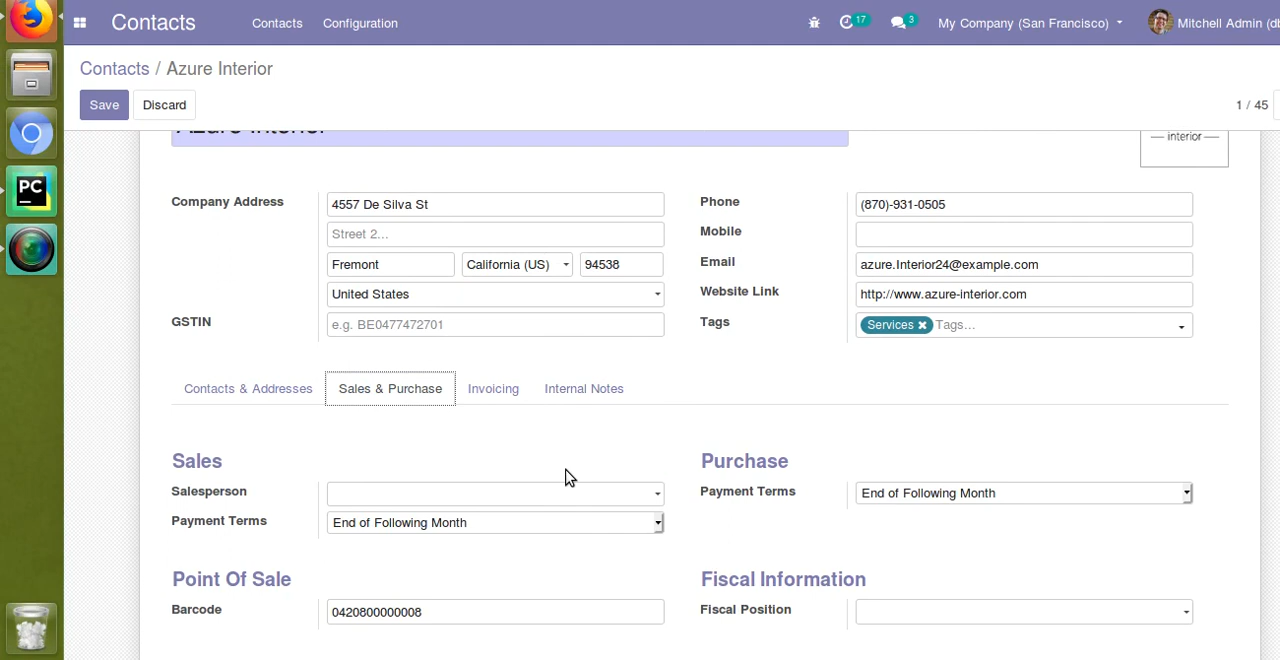 Contacts Contacts Configuration 17 3 My Company (San Francisco) Mitchell Admin (
Contacts / Azure Interior
Save Discard 1 / 45
Azure Interior
interior
Company Address 4557 De Silva St Phone (870)-931-0505
Street 2... Mobile
Fremont California (US) 94538 Email azure.Interior24@example.com
United States Website Link http://www.azure-interior.com
GSTIN e.g. BE0477472701 Tags Services Tags...
Contacts & Addresses Sales & Purchase Invoicing Internal Notes
Sales Purchase
Salesperson Payment Terms End of Following Month
Payment Terms End of Following Month
Point Of Sale Fiscal Information
Barcode 0420800000008 Fiscal Position
PC